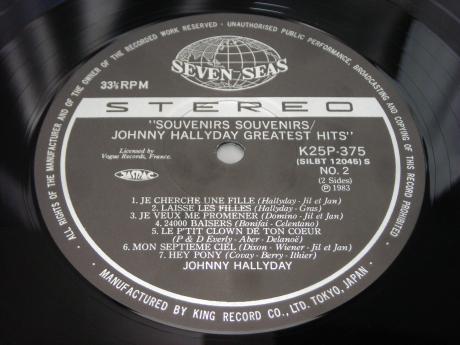 ALL RIGHTS OF THE MANUFACTURER AND OF THE OWNER OF THE RECORDED WORK RESERVED · UNAUTHORISED PUBLIC PERFORMANCE, BROADCASTING AND COPYING OF THIS RECORD PROHIBITED
SEVEN SEAS
33⅓RPM
STEREO
"SOUVENIRS SOUVENIRS/
JOHNNY HALLYDAY GREATEST HITS"
Licensed by
Vogue Records, France.
JASRAC
K25P-375
(SILBT 12045) S
NO. 2
(2 Sides)
℗ 1983
1. JE CHERCHE UNE FILLE (Hallyday - Jil et Jan)
2. LAISSE LES FILLES (Hallyday - Gras)
3. JE VEUX ME PROMENER (Domino - Jil et Jan)
4. 24000 BAISERS (Bonifai - Celentano)
5. LE P'TIT CLOWN DE TON COEUR
(P & D Everly - Aber - Delanoë)
6. MON SEPTIEME CIEL (Dixon - Wiener - Jil et Jan)
7. HEY PONY (Covay - Berry - Ithier)
JOHNNY HALLYDAY
MANUFACTURED BY KING RECORD CO., LTD. TOKYO, JAPAN